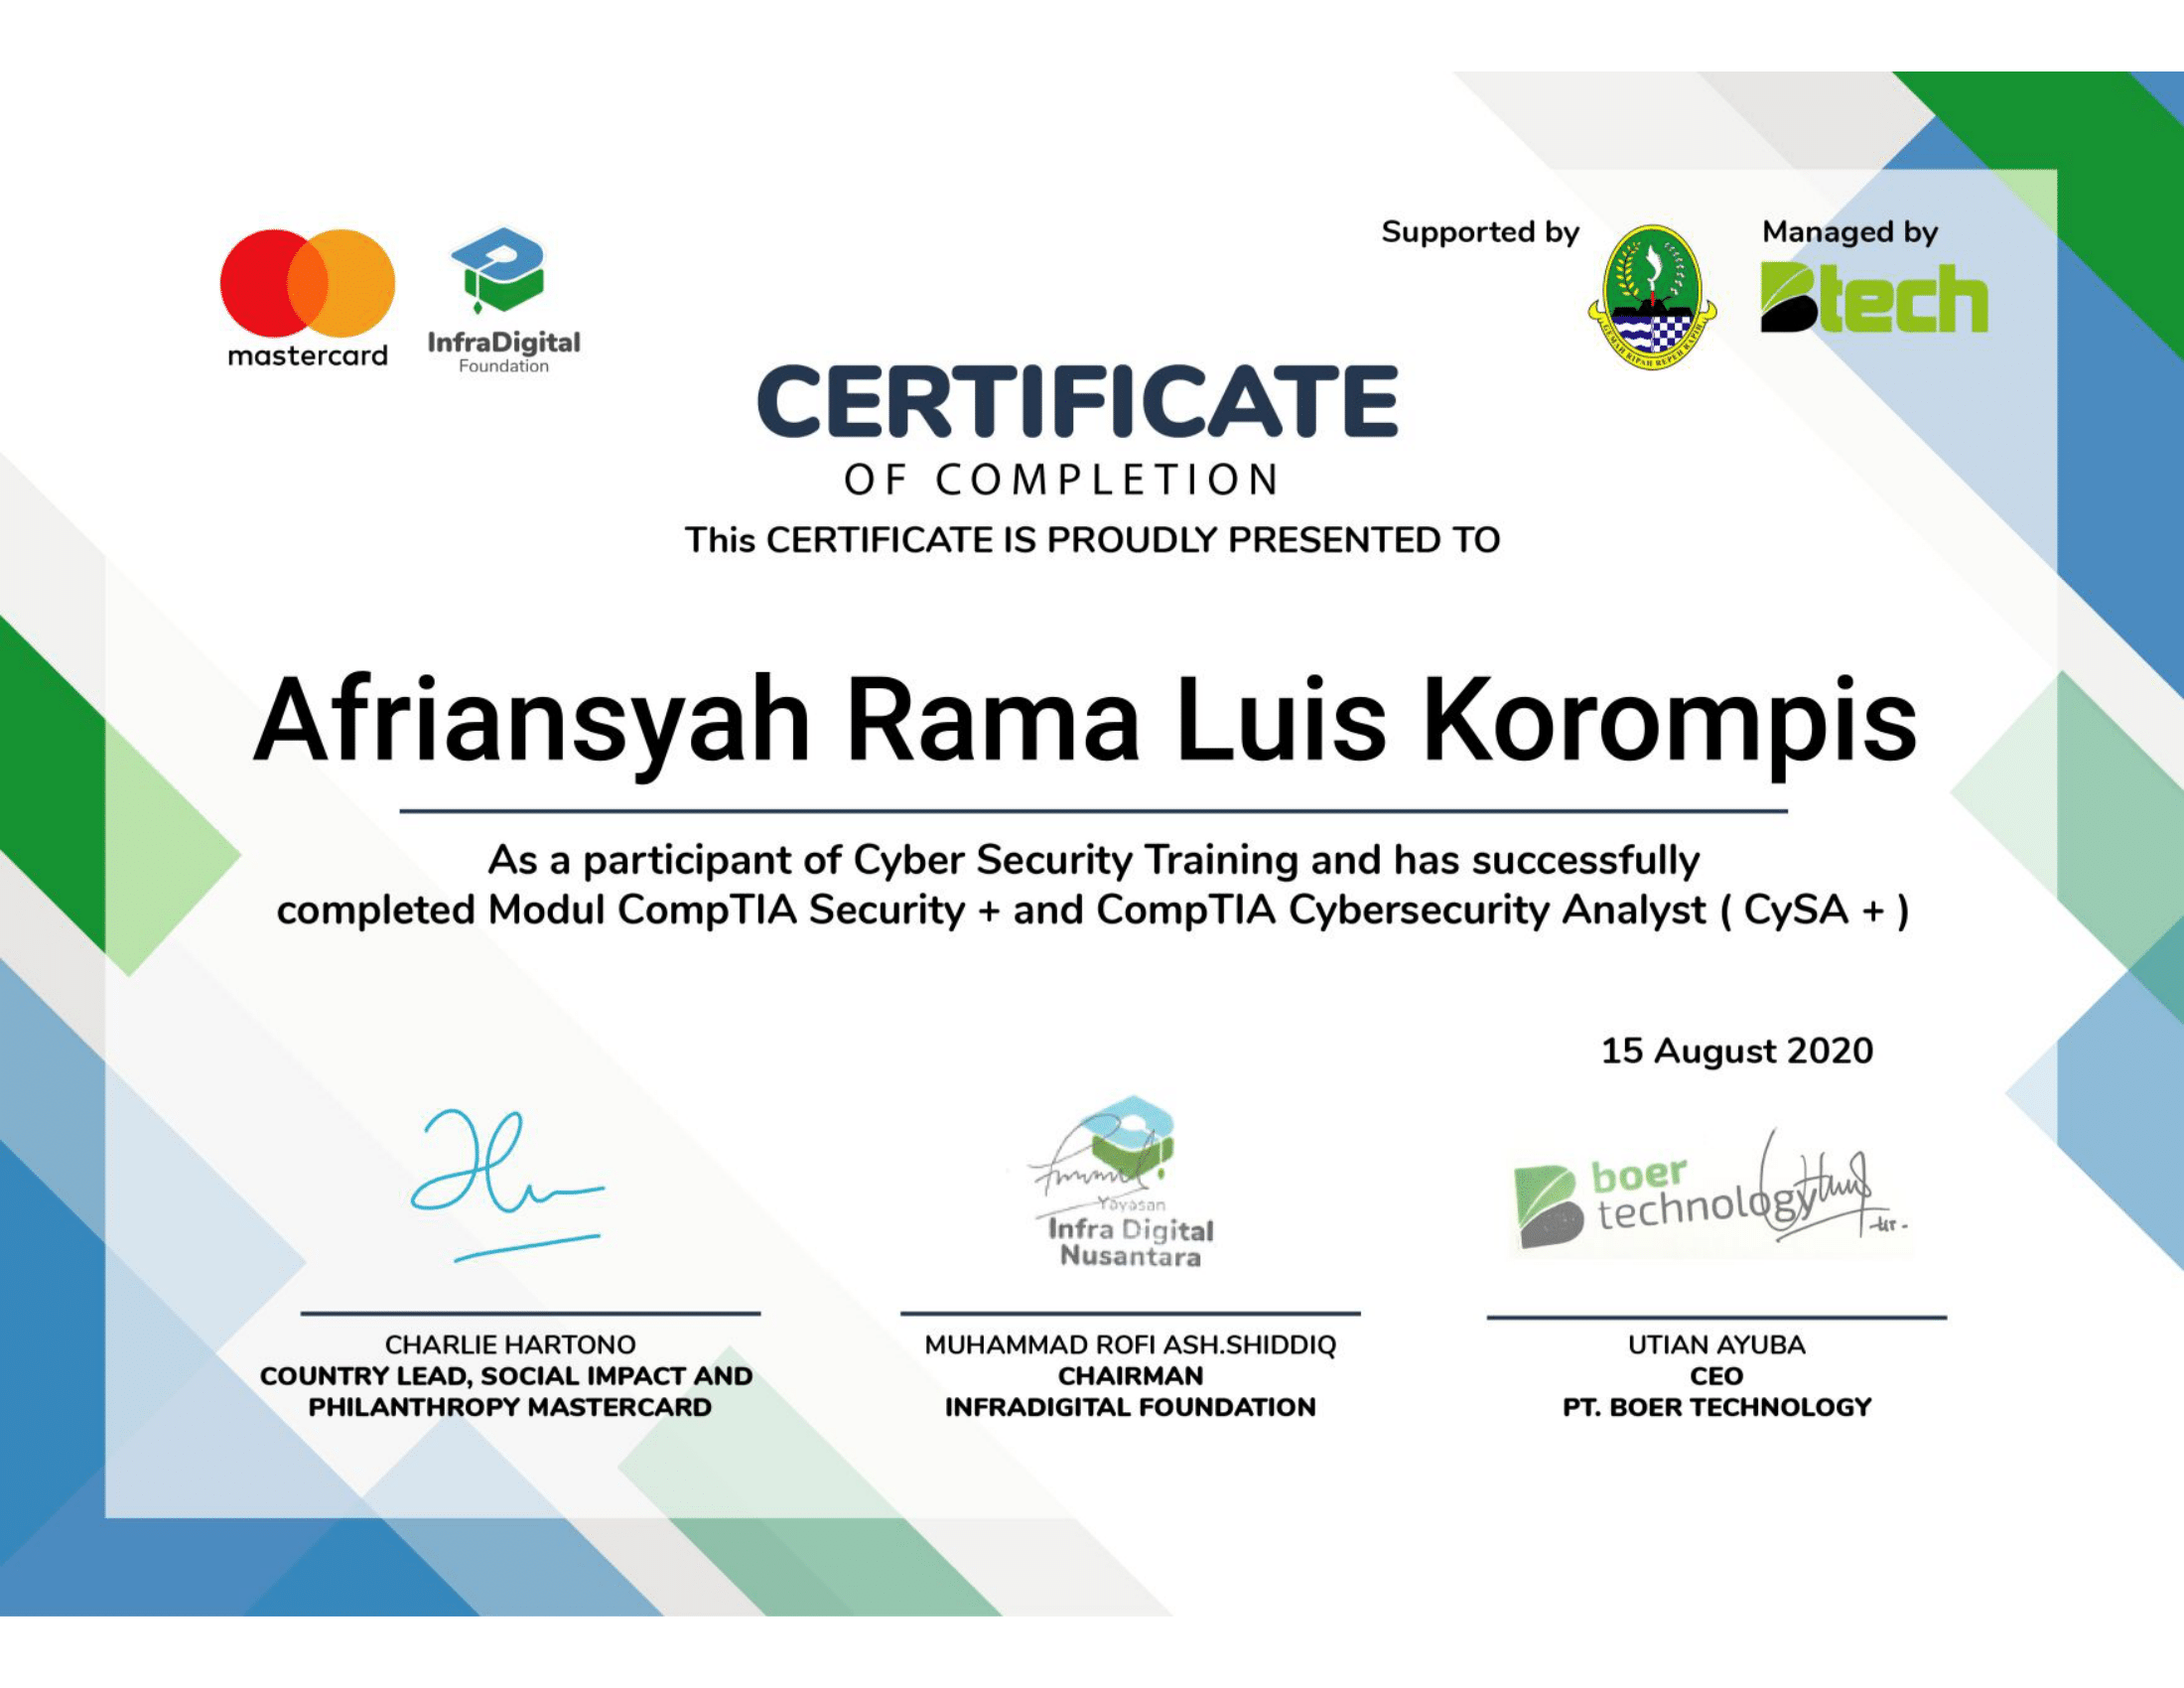 mastercard
InfraDigital
Foundation
Supported by
GEMAH RIPAH REPEH RAPIH
Managed by
Btech
CERTIFICATE
OF COMPLETION
This CERTIFICATE IS PROUDLY PRESENTED TO
Afriansyah Rama Luis Korompis
As a participant of Cyber Security Training and has successfully
completed Modul CompTIA Security + and CompTIA Cybersecurity Analyst ( CySA + )
15 August 2020
Yayasan
Infra Digital
Nusantara
boer
technology
CHARLIE HARTONO
COUNTRY LEAD, SOCIAL IMPACT AND
PHILANTHROPY MASTERCARD
MUHAMMAD ROFI ASH.SHIDDIQ
CHAIRMAN
INFRADIGITAL FOUNDATION
UTIAN AYUBA
CEO
PT. BOER TECHNOLOGY